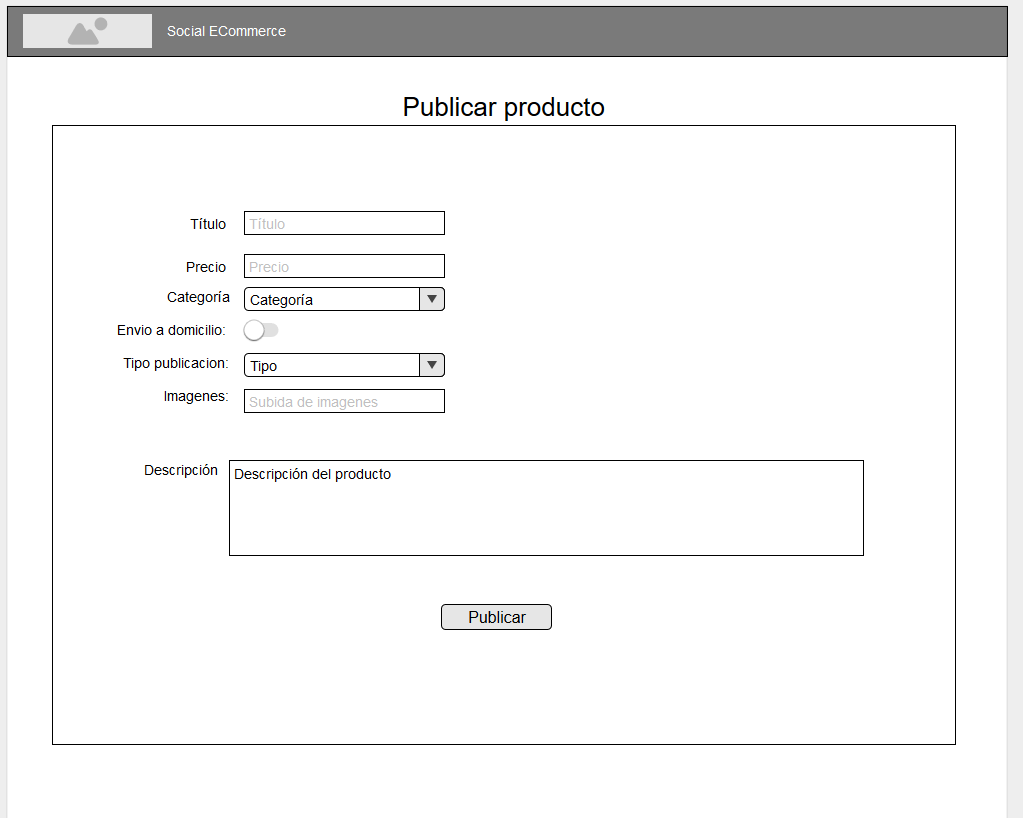 Social ECommerce
Publicar producto
Título Título
Precio Precio
Categoría Categoría
Envio a domicilio:
Tipo publicacion: Tipo
Imagenes: Subida de imagenes
Descripción Descripción del producto
Publicar